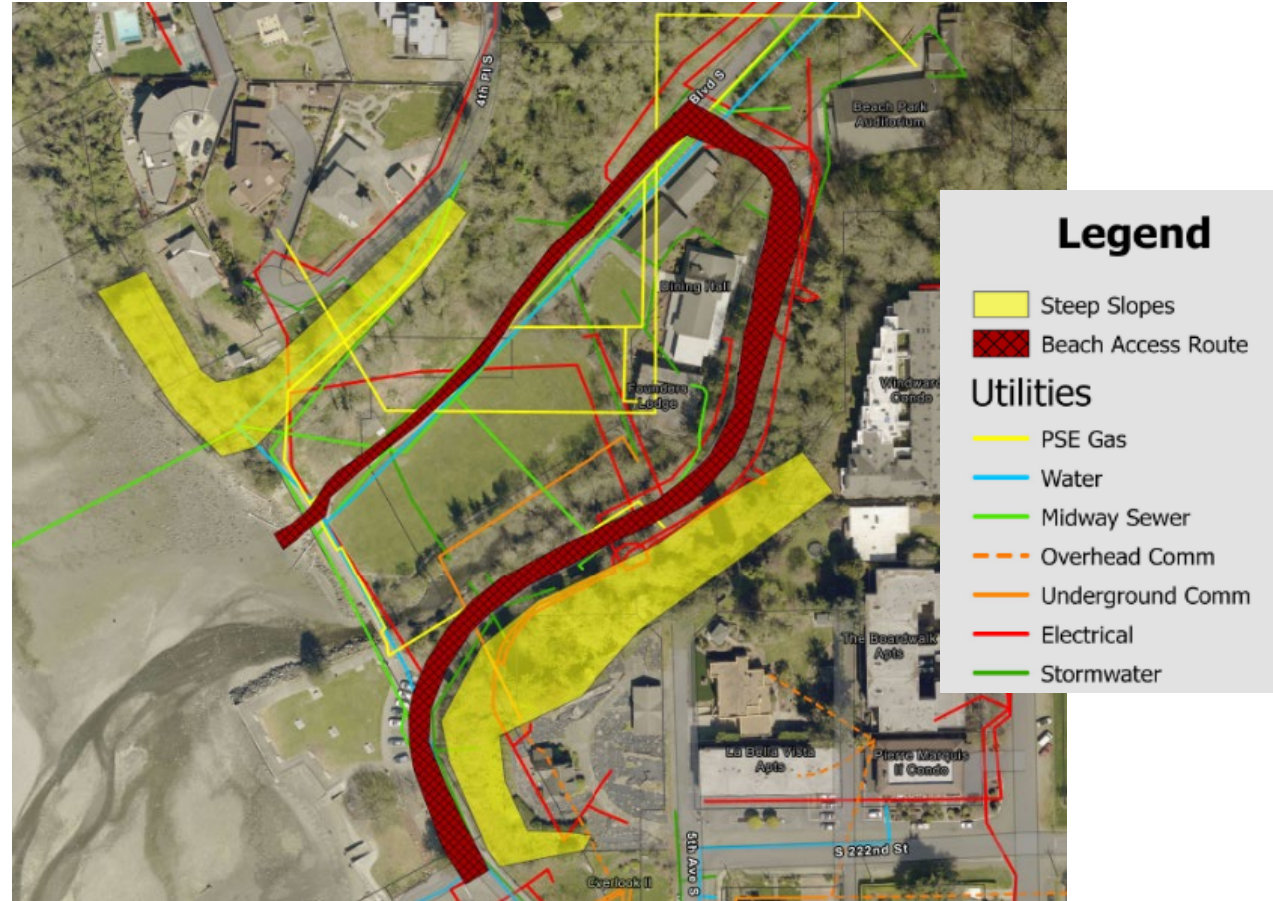 4th Pl S
Blvd S
Beach Park
Auditorium
Dining Hall
Founders
Lodge
Windward
Condo
The Boardwalk
Apts
La Bella Vista
Apts
Pierre Marquis
II Condo
S 222nd St
5th Ave S
Overlook II
Legend
Steep Slopes
Beach Access Route
Utilities
PSE Gas
Water
Midway Sewer
Overhead Comm
Underground Comm
Electrical
Stormwater